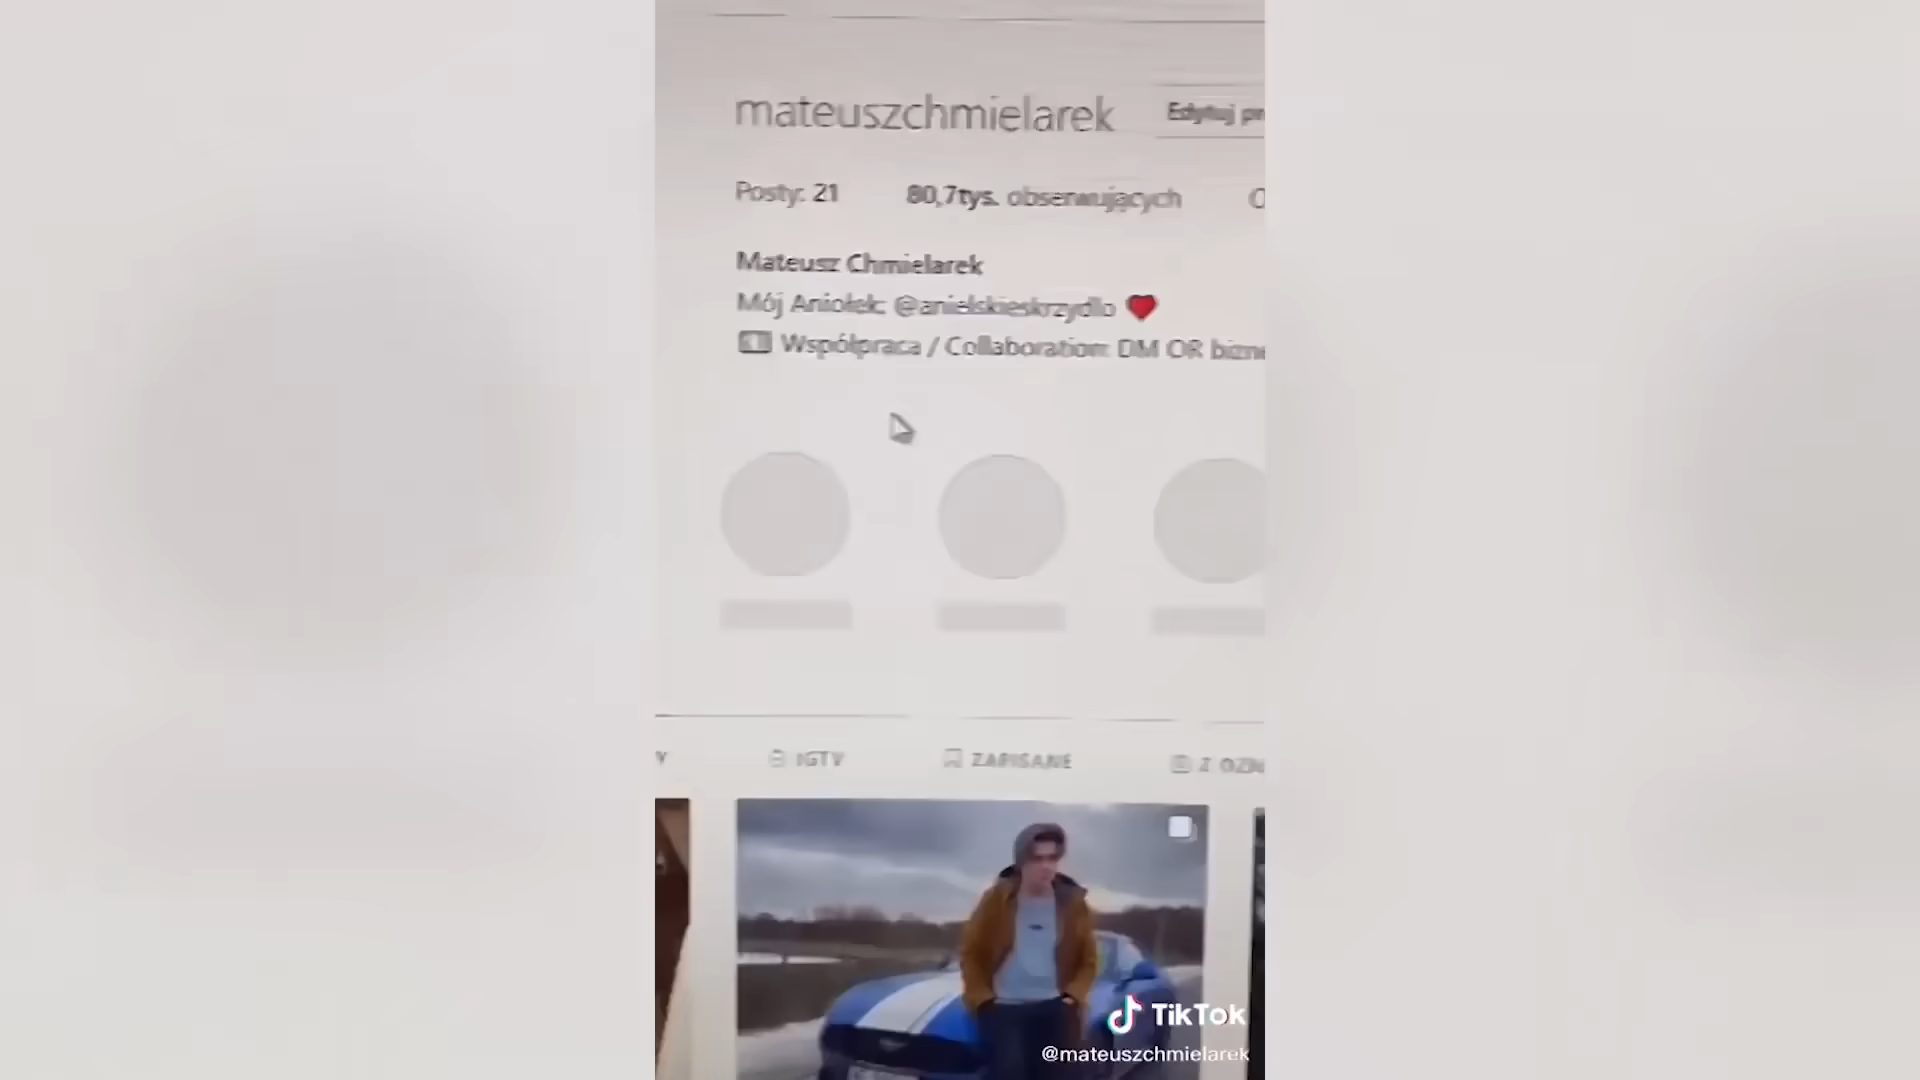 mateuszchmielarek Edytuj
Posty: 21 80,7tys. obserwujących
Mateusz Chmielarek
Mój Aniołek: @anielskieskrzydlo
Współpraca / Collaboration: DM OR
IGTV ZAPISANE
TikTok
@mateuszchmielarek